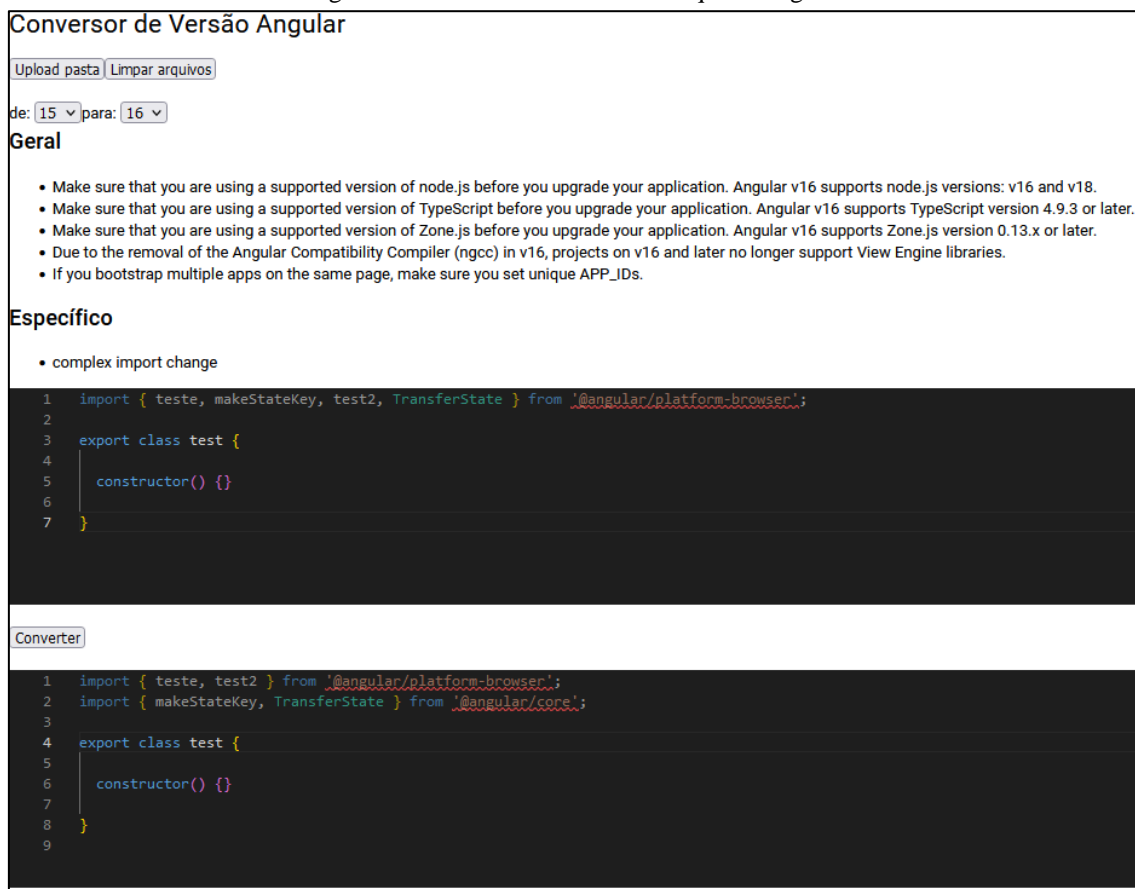 Conversor de Versão Angular
Upload pasta Limpar arquivos
de: 15 para: 16
Geral
• Make sure that you are using a supported version of node.js before you upgrade your application. Angular v16 supports node.js versions: v16 and v18.
• Make sure that you are using a supported version of TypeScript before you upgrade your application. Angular v16 supports TypeScript version 4.9.3 or later.
• Make sure that you are using a supported version of Zone.js before you upgrade your application. Angular v16 supports Zone.js version 0.13.x or later.
• Due to the removal of the Angular Compatibility Compiler (ngcc) in v16, projects on v16 and later no longer support View Engine libraries.
• If you bootstrap multiple apps on the same page, make sure you set unique APP_IDs.
Específico
• complex import change
1 import { teste, makeStateKey, test2, TransferState } from '@angular/platform-browser';
2
3 export class test {
4
5 constructor() {}
6
7 }
Converter
1 import { teste, test2 } from '@angular/platform-browser';
2 import { makeStateKey, TransferState } from '@angular/core';
3
4 export class test {
5
6 constructor() {}
7
8 }
9